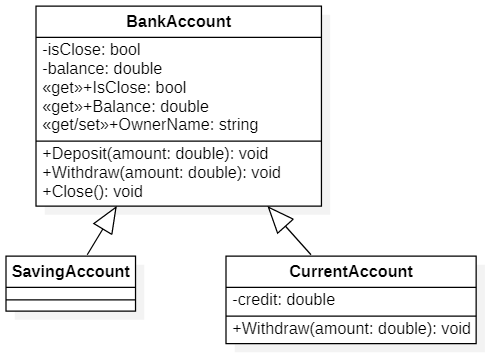 BankAccount
-isClose: bool
-balance: double
«get»+IsClose: bool
«get»+Balance: double
«get/set»+OwnerName: string
+Deposit(amount: double): void
+Withdraw(amount: double): void
+Close(): void
SavingAccount
CurrentAccount
-credit: double
+Withdraw(amount: double): void